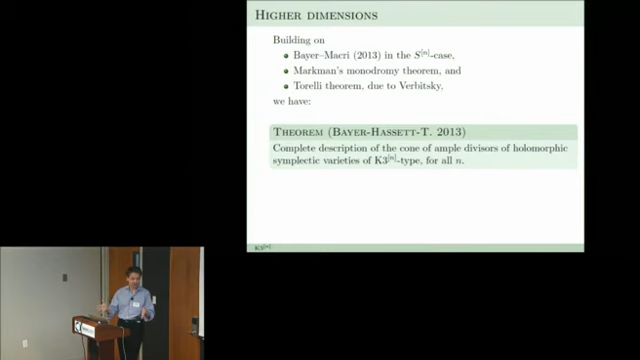 Higher dimensions
Building on
Bayer–Macri (2013) in the S[n]-case,
Markman's monodromy theorem, and
Torelli theorem, due to Verbitsky,
we have:
Theorem (Bayer-Hassett-T. 2013)
Complete description of the cone of ample divisors of holomorphic
symplectic varieties of K3[n]-type, for all n.
K3[n]